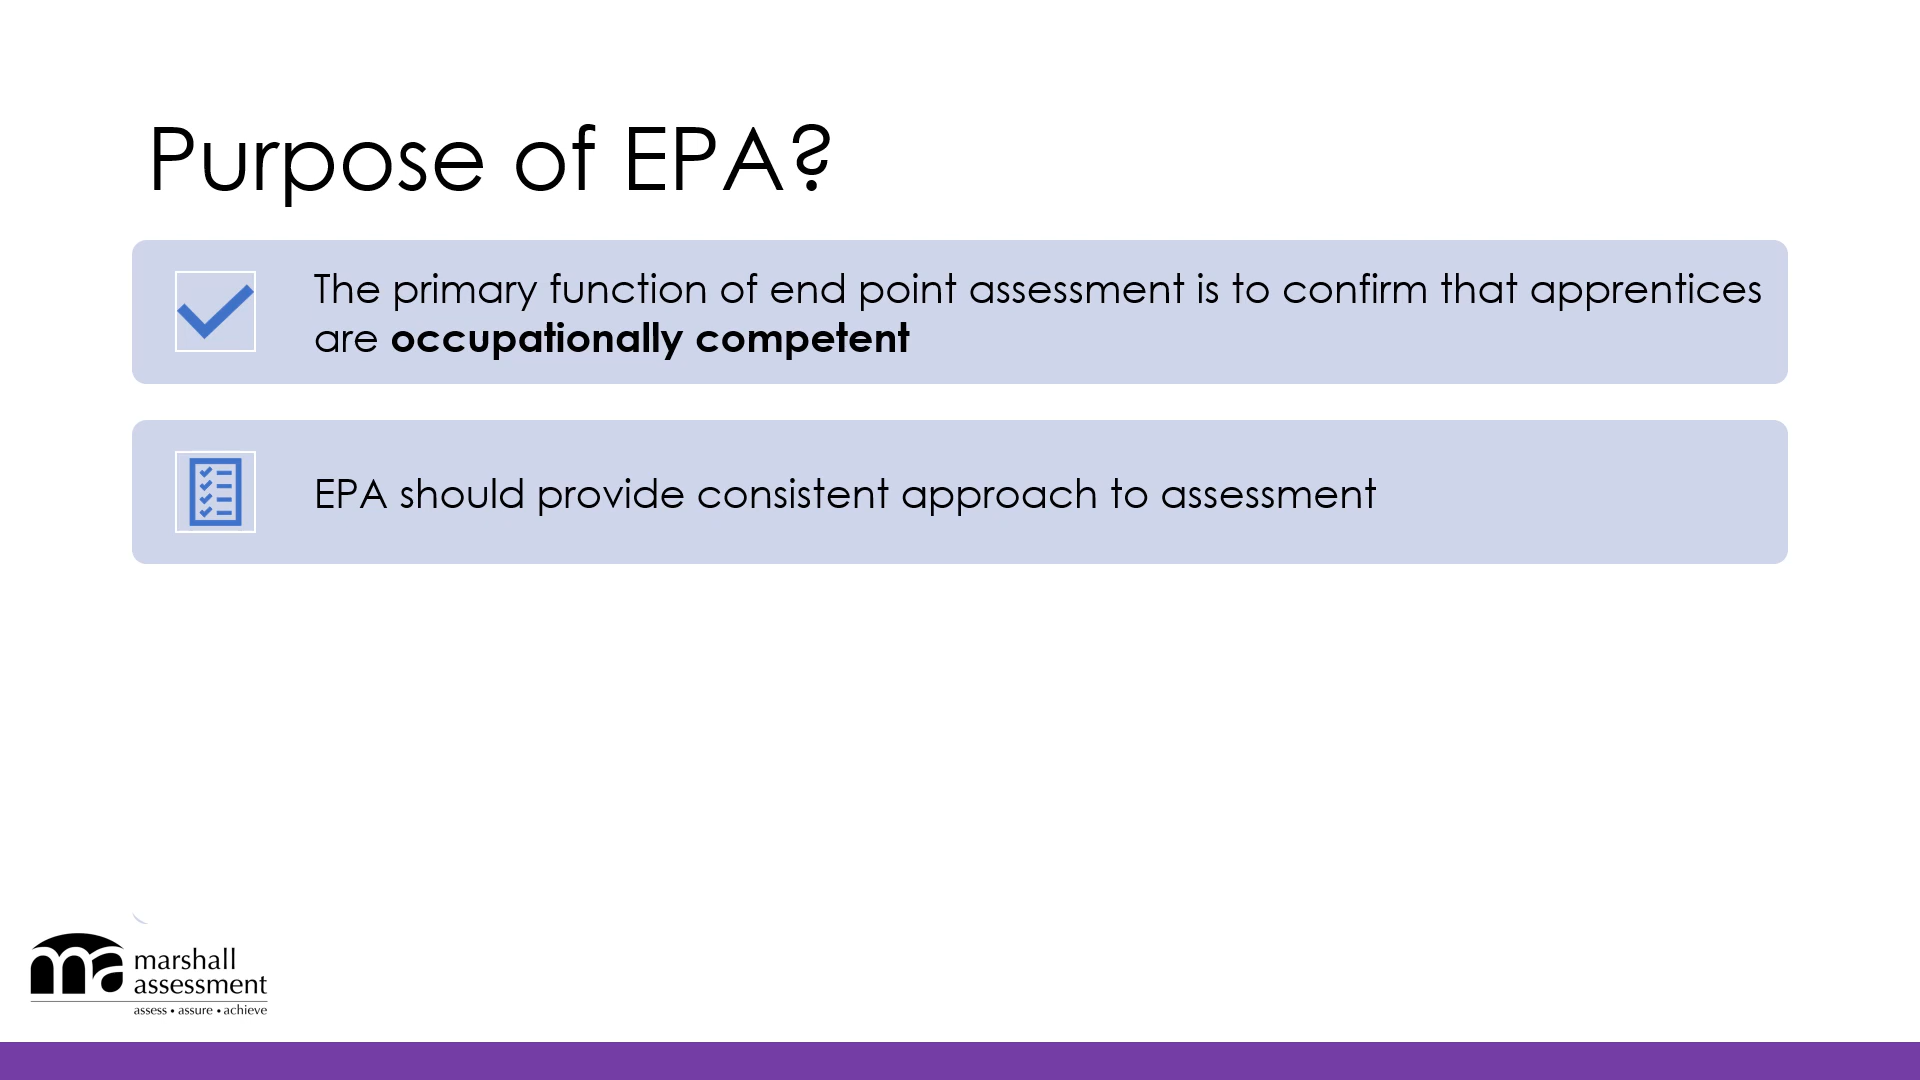 Purpose of EPA?
The primary function of end point assessment is to confirm that apprentices
are occupationally competent
EPA should provide consistent approach to assessment
ma
marshall
assessment
assess • assure • achieve